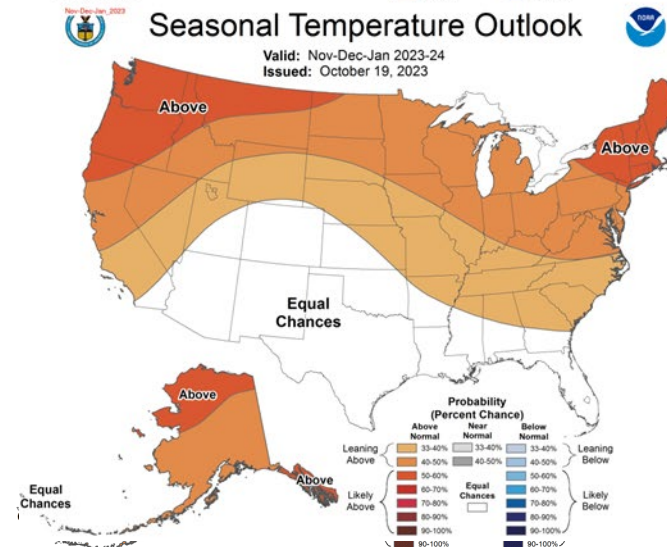 Nov-Dec-Jan_2023
Seasonal Temperature Outlook
NOAA
Valid: Nov-Dec-Jan 2023-24
Issued: October 19, 2023
Above
Above
Equal
Chances
Above
Above
Equal
Chances
Probability
(Percent Chance)
Above
Normal
Near
Normal
Below
Normal
Leaning
Above
33-40%
33-40%
33-40%
Leaning
Below
40-50%
40-50%
40-50%
Likely
Above
50-60%
Equal
Chances
50-60%
Likely
Below
60-70%
60-70%
70-80%
70-80%
80-90%
80-90%
90-100%
90-100%
90-100%
90-100%